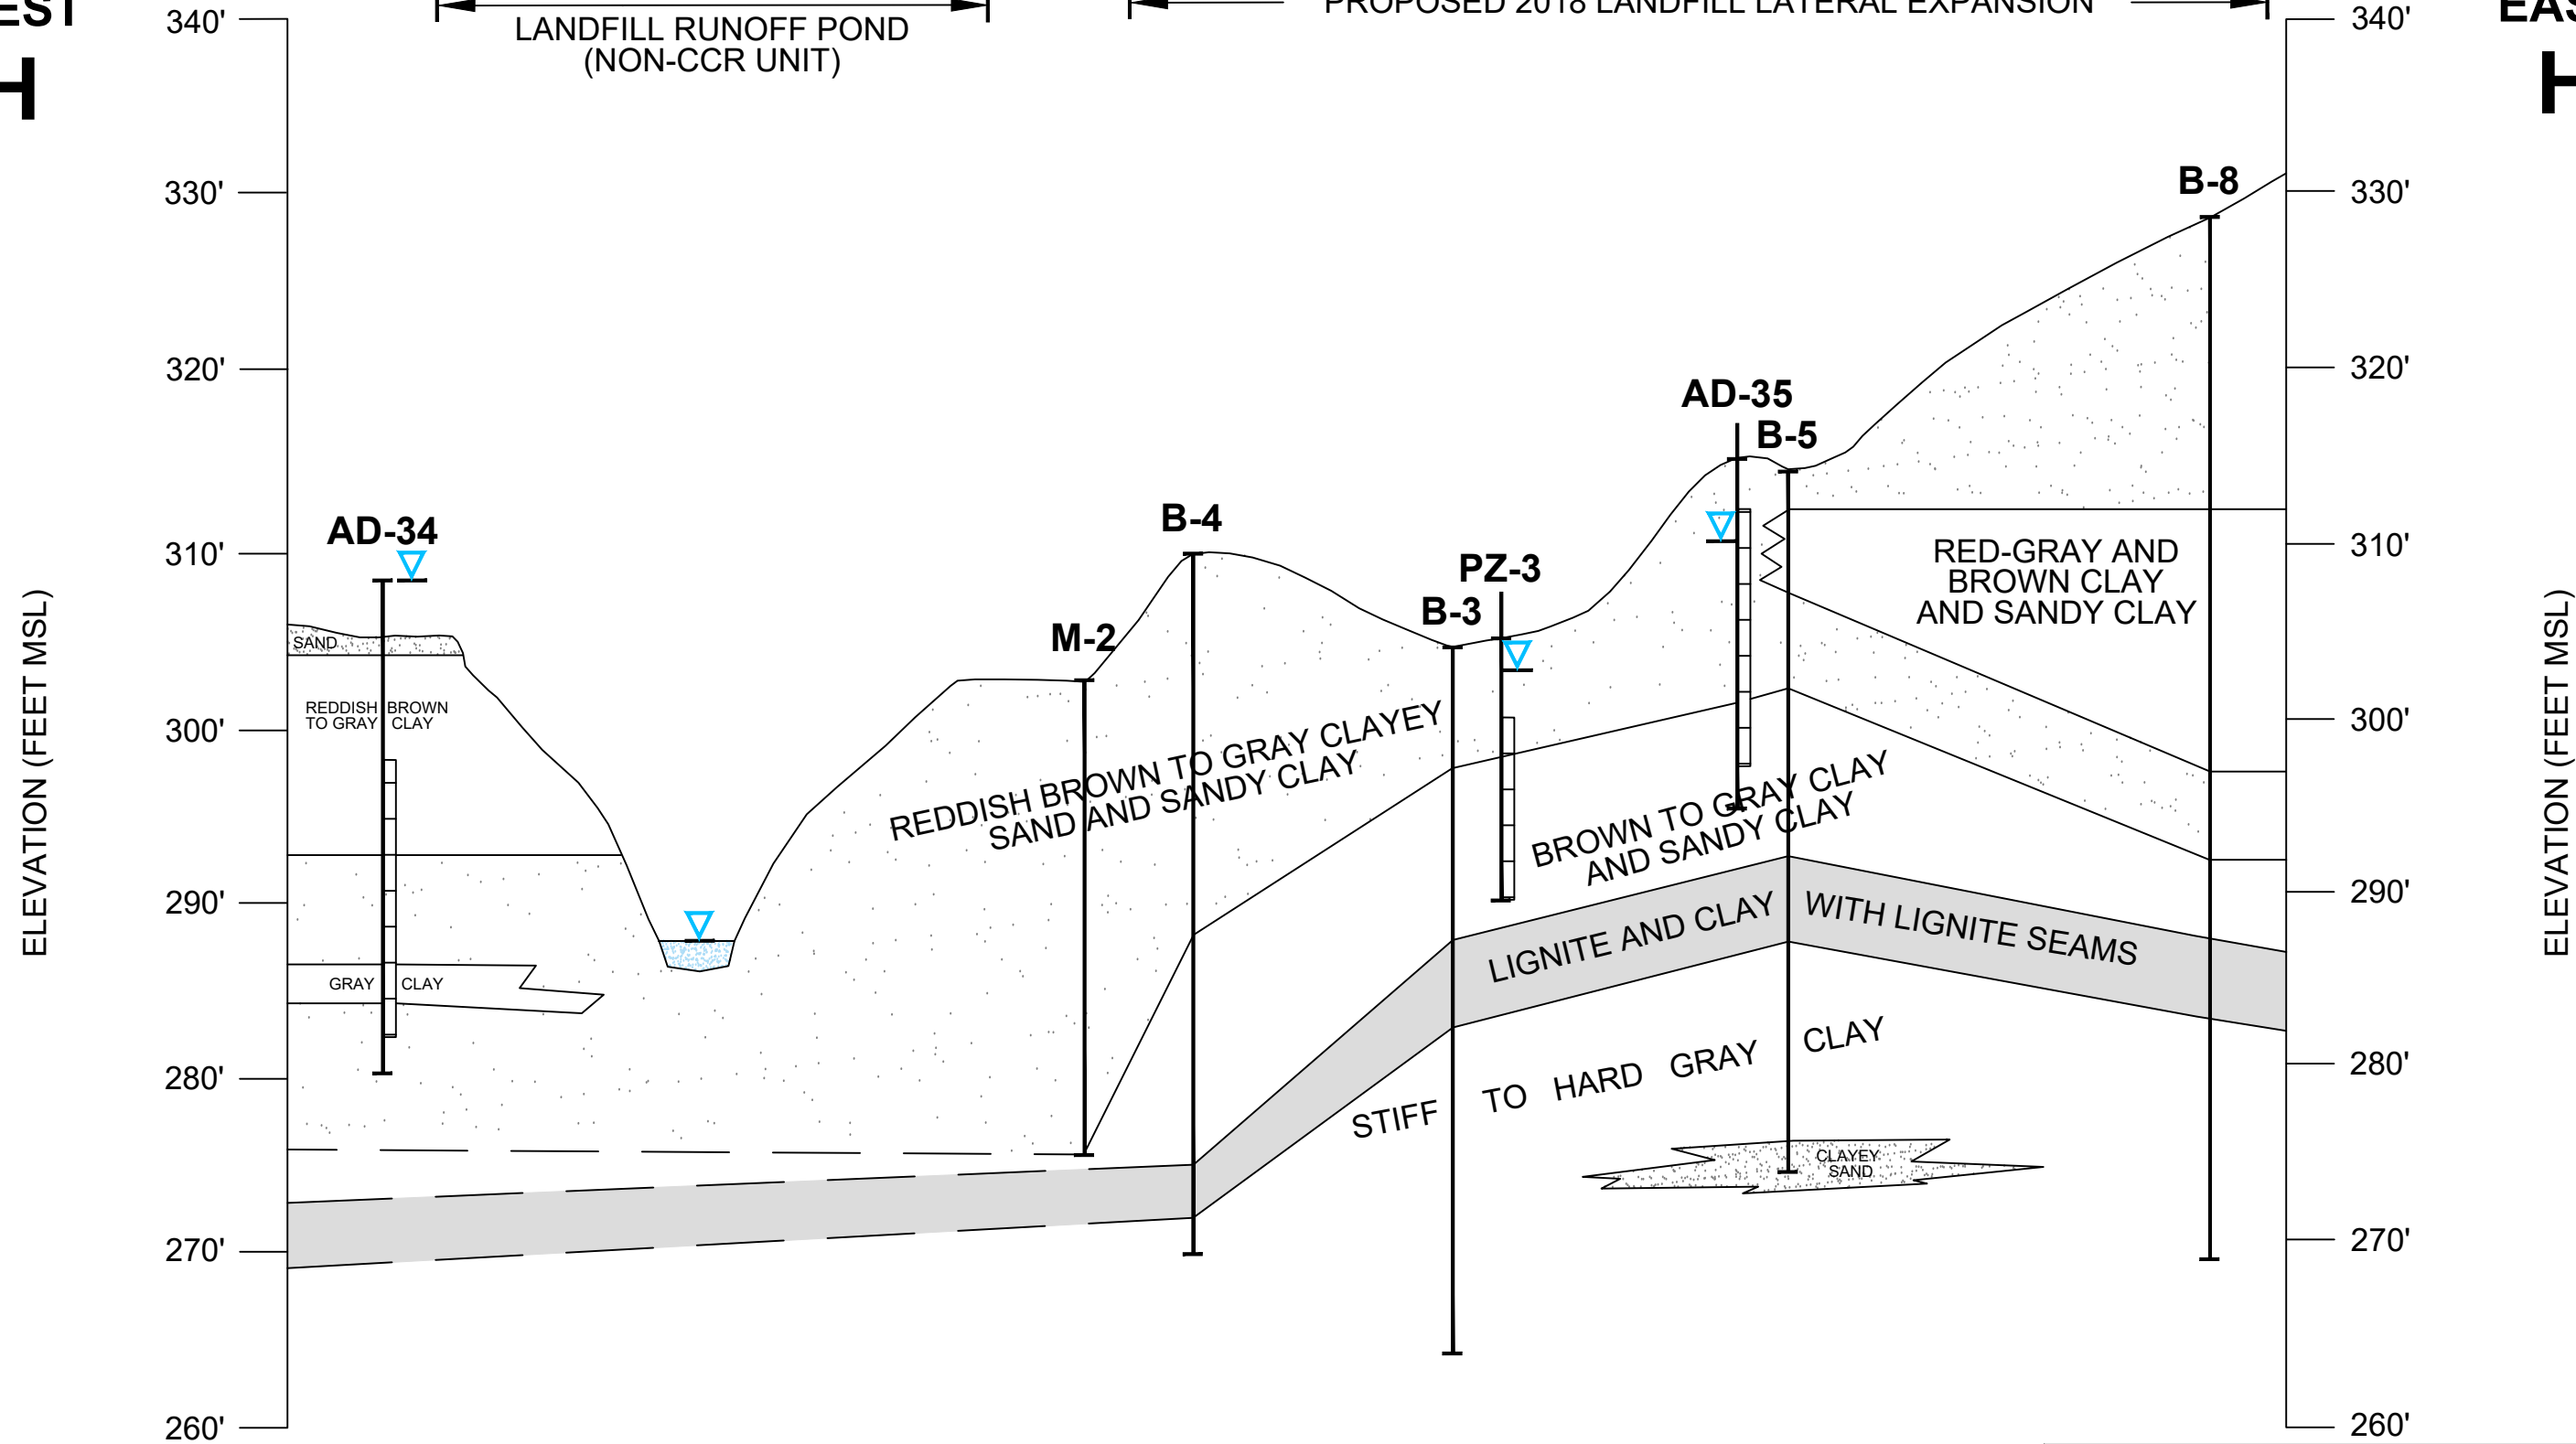 EST
H
LANDFILL RUNOFF POND
(NON-CCR UNIT)
PROPOSED 2018 LANDFILL LATERAL EXPANSION
EAS
H
ELEVATION (FEET MSL)
340'
330'
320'
310'
300'
290'
280'
270'
260'
AD-34
SAND
REDDISH BROWN
TO GRAY CLAY
GRAY CLAY
M-2
B-4
REDDISH BROWN TO GRAY CLAYEY
SAND AND SANDY CLAY
B-3
PZ-3
AD-35
B-5
B-8
RED-GRAY AND
BROWN CLAY
AND SANDY CLAY
BROWN TO GRAY CLAY
AND SANDY CLAY
LIGNITE AND CLAY WITH LIGNITE SEAMS
STIFF TO HARD GRAY CLAY
CLAYEY
SAND
340'
330'
320'
310'
300'
290'
280'
270'
260'
ELEVATION (FEET MSL)